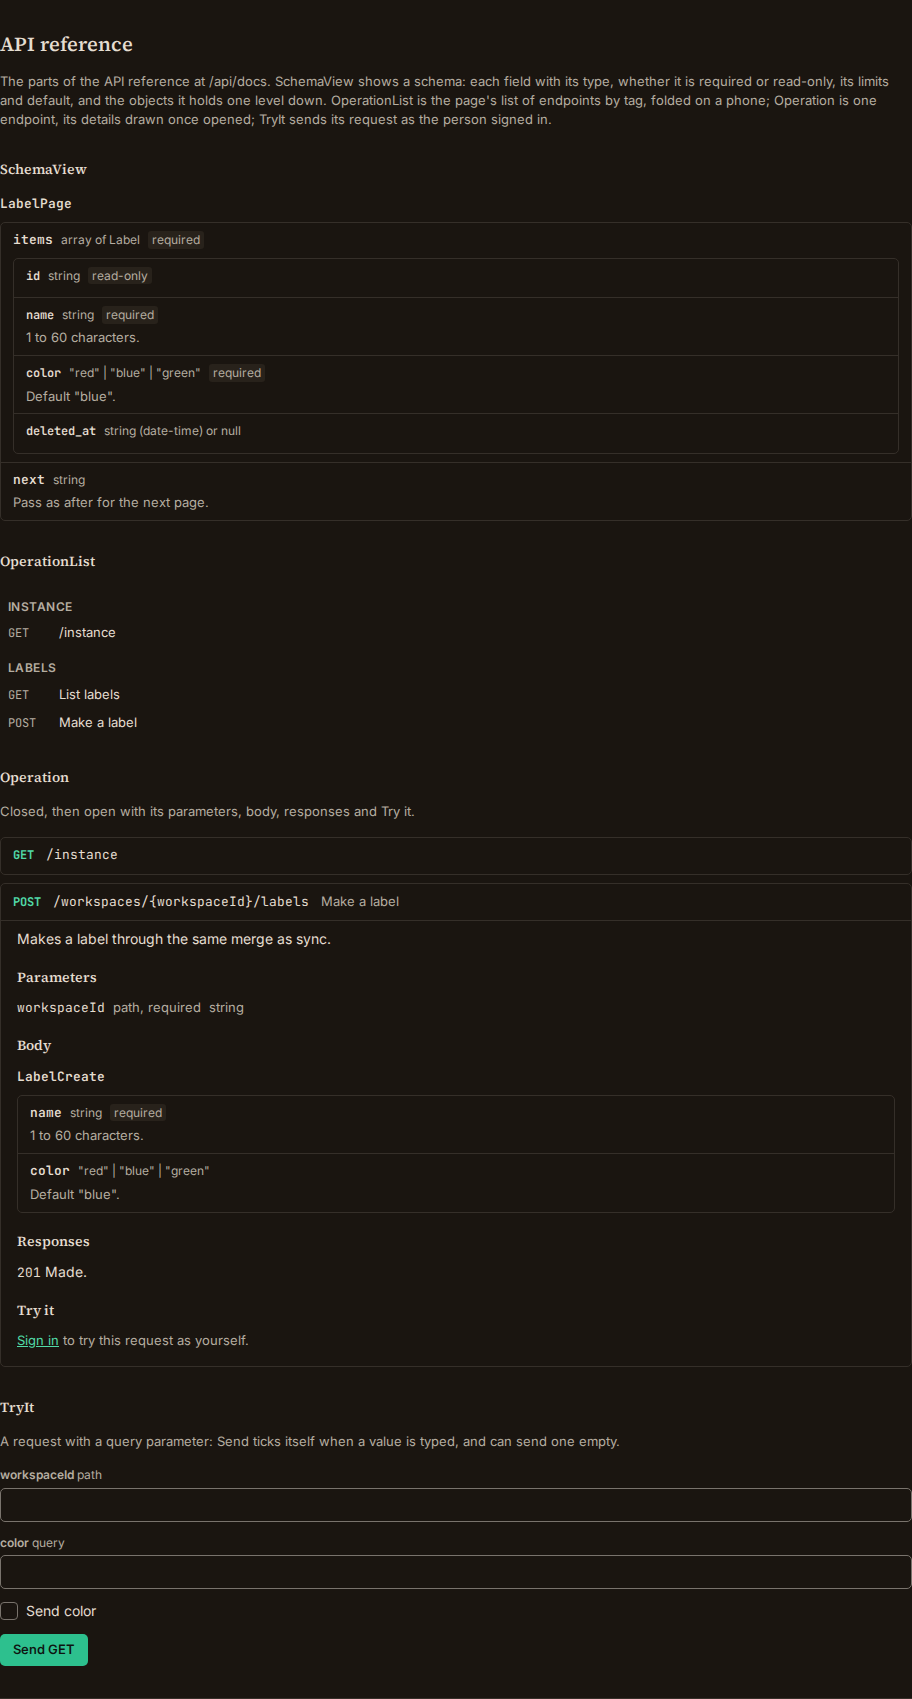 API reference
The parts of the API reference at /api/docs. SchemaView shows a schema: each field with its type, whether it is required or read-only, its limits
and default, and the objects it holds one level down. OperationList is the page's list of endpoints by tag, folded on a phone; Operation is one
endpoint, its details drawn once opened; TryIt sends its request as the person signed in.
SchemaView
LabelPage
items array of Label required
id string read-only
name string required
1 to 60 characters.
color "red" | "blue" | "green" required
Default "blue".
deleted_at string (date-time) or null
next string
Pass as after for the next page.
OperationList
INSTANCE
GET /instance
LABELS
GET List labels
POST Make a label
Operation
Closed, then open with its parameters, body, responses and Try it.
GET /instance
POST /workspaces/{workspaceId}/labels Make a label
Makes a label through the same merge as sync.
Parameters
workspaceId path, required string
Body
LabelCreate
name string required
1 to 60 characters.
color "red" | "blue" | "green"
Default "blue".
Responses
201 Made.
Try it
Sign in to try this request as yourself.
TryIt
A request with a query parameter: Send ticks itself when a value is typed, and can send one empty.
workspaceId path
color query
Send color
Send GET